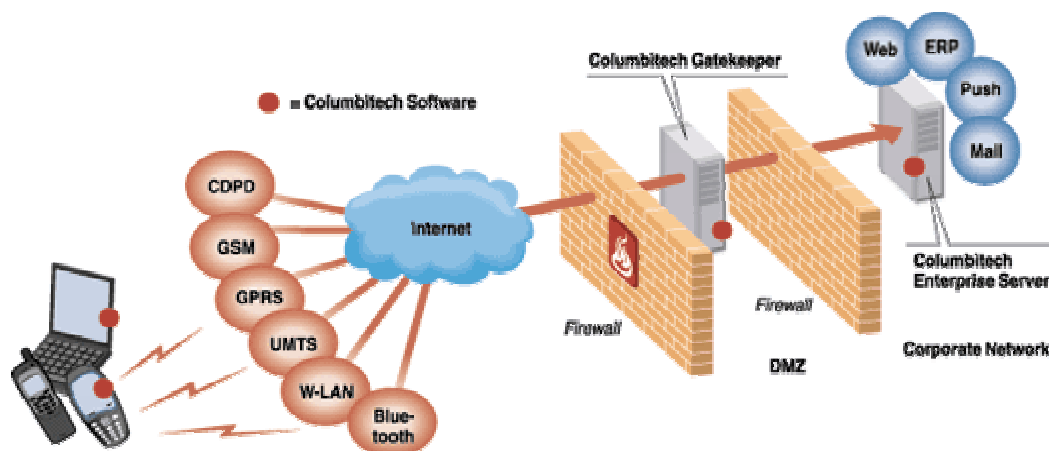 Web
ERP
Push
Mail
Columbitech Gatekeeper
= Columbitech Software
CDPD
GSM
GPRS
UMTS
W-LAN
Blue-
tooth
Internet
Firewall
DMZ
Firewall
Columbitech
Enterprise Server
Corporate Network